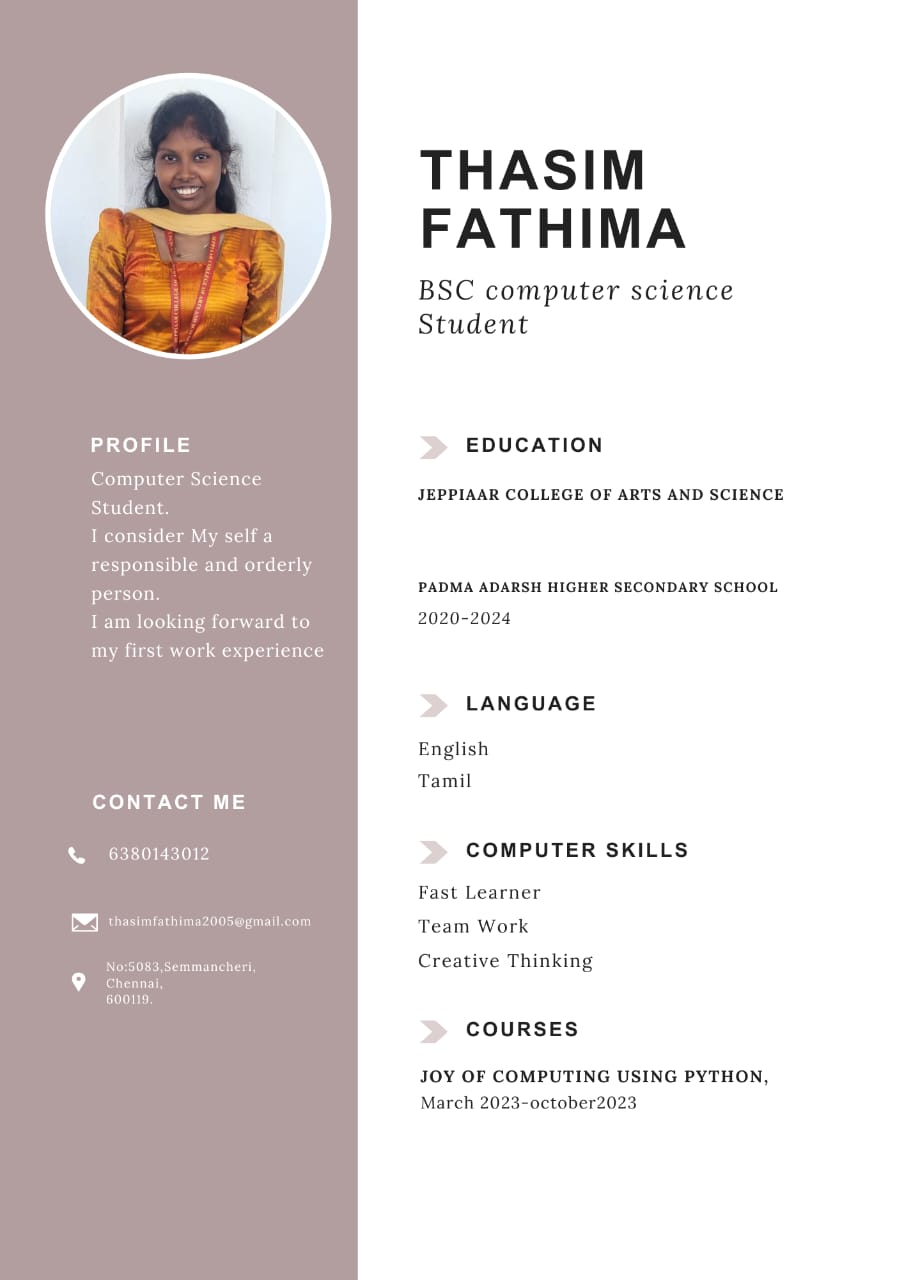 THASIM
FATHIMA
BSC computer science
Student
PROFILE
Computer Science
Student.
I consider My self a
responsible and orderly
person.
I am looking forward to
my first work experience
CONTACT ME
6380143012
thasimfathima2005@gmail.com
No:5083,Semmancheri,
Chennai,
600119.
EDUCATION
JEPPIAAR COLLEGE OF ARTS AND SCIENCE
PADMA ADARSH HIGHER SECONDARY SCHOOL
2020-2024
LANGUAGE
English
Tamil
COMPUTER SKILLS
Fast Learner
Team Work
Creative Thinking
COURSES
JOY OF COMPUTING USING PYTHON,
March 2023-october2023